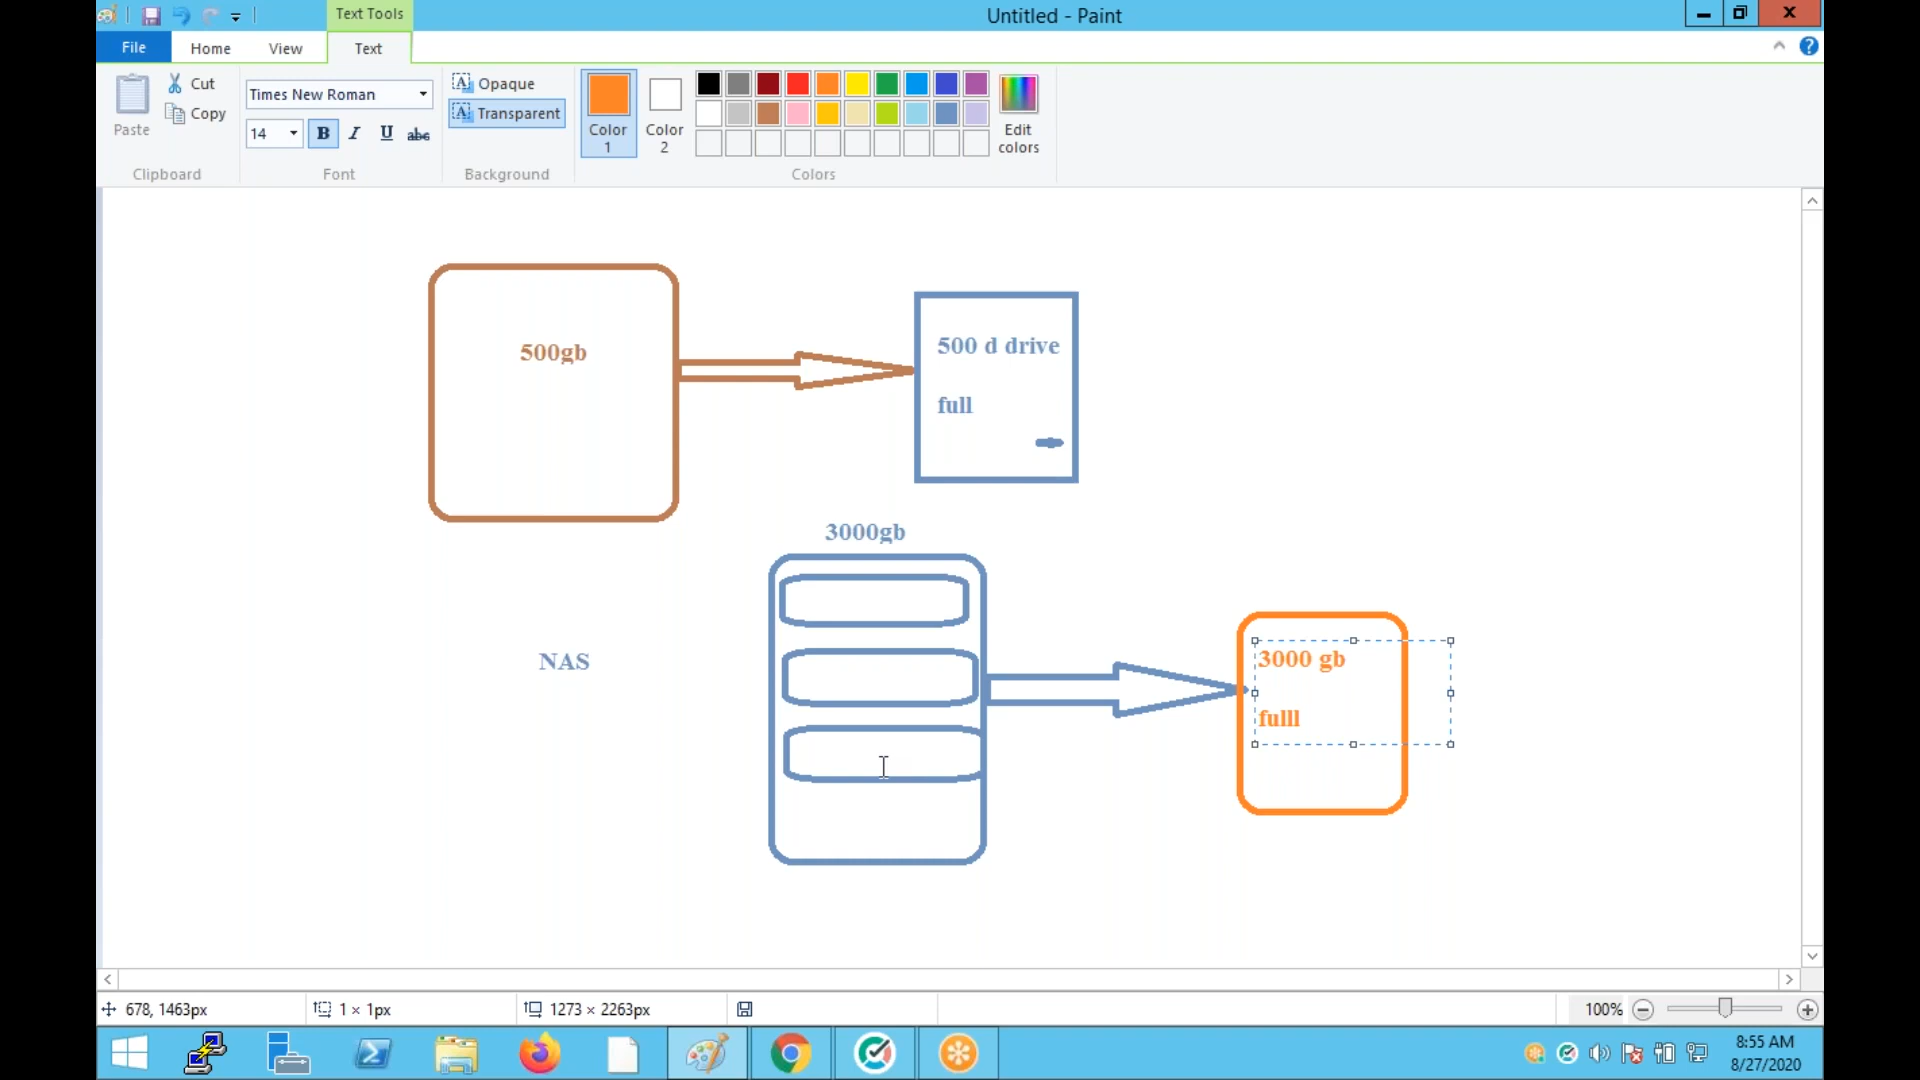 Text Tools
Untitled - Paint
File
Home
View
Text
Paste
Cut
Copy
Clipboard
Times New Roman
14
B I U abc
Font
Opaque
Transparent
Background
Color 1
Color 2
Edit colors
Colors
500gb
500 d drive
full
3000gb
NAS
3000 gb
fulll
678, 1463px
1 × 1px
1273 × 2263px
100%
8:55 AM
8/27/2020